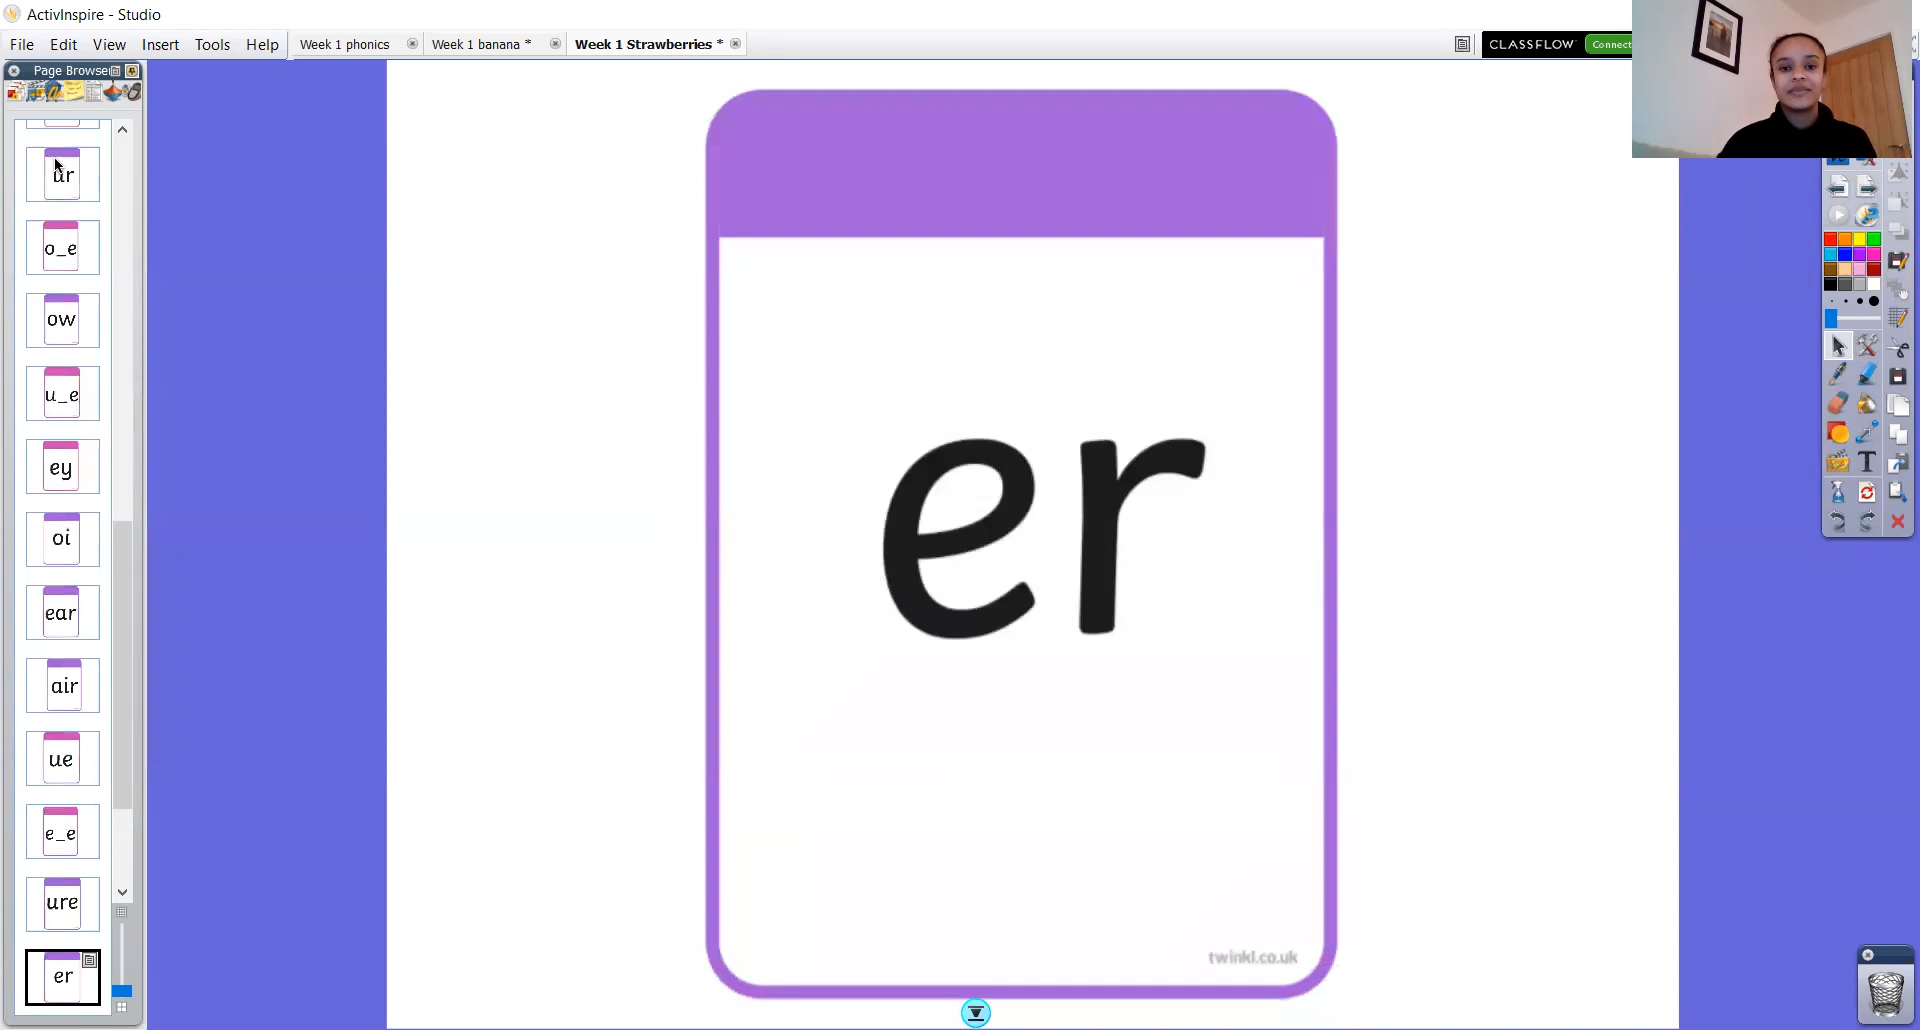 ActivInspire - Studio
File Edit View Insert Tools Help
Week 1 phonics
Week 1 banana *
Week 1 Strawberries *
CLASSFLOW
Connect
Page Browser
ur
o_e
ow
u_e
ey
oi
ear
air
ue
e_e
ure
er
er
twinkl.co.uk
T